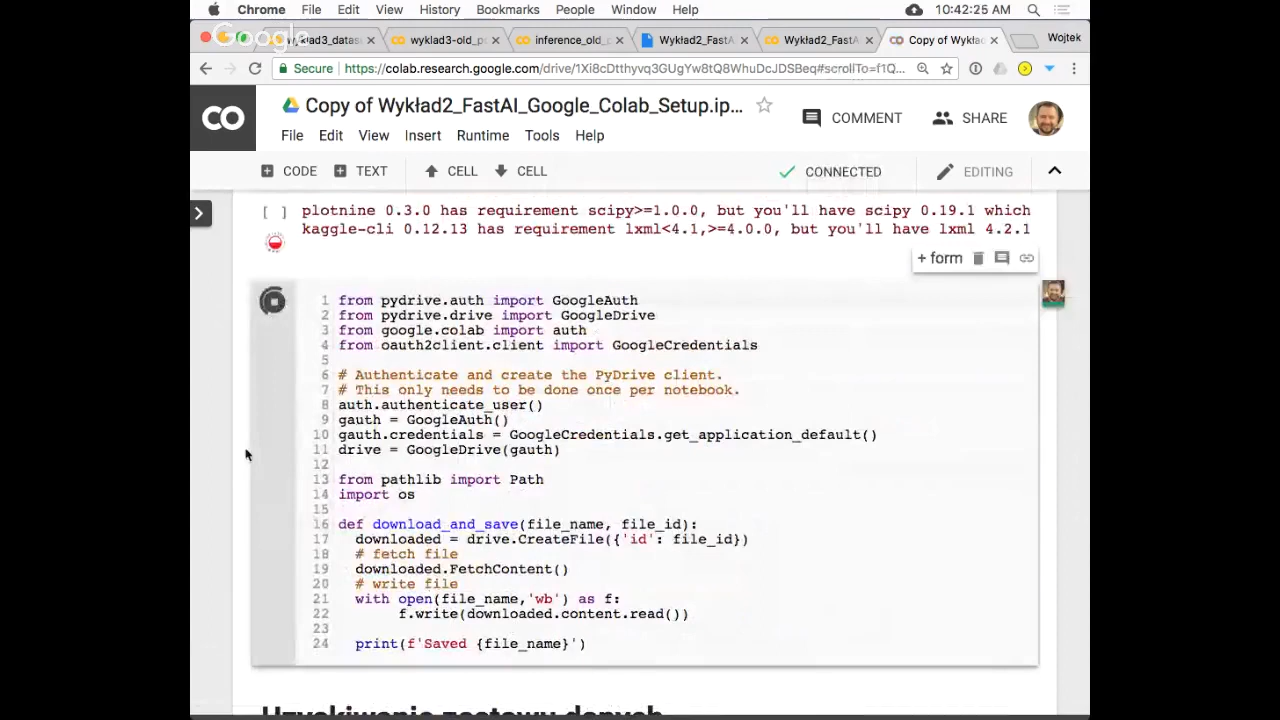 Chrome File Edit View History Bookmarks People Window Help 10:42:25 AM
Google
wyklad3-old_p inference_old_p Wykład2_FastA Wykład2_FastA Copy of Wykła Wojtek
Secure https://colab.research.google.com/drive/1Xi8cDtthyvq3GUgYw8tQ8WhuDcJDSBeq#scrollTo=f1Q...
CO Copy of Wykład2_FastAI_Google_Colab_Setup.ip...
COMMENT SHARE
File Edit View Insert Runtime Tools Help
CODE TEXT CELL CELL CONNECTED EDITING
[ ] plotnine 0.3.0 has requirement scipy>=1.0.0, but you'll have scipy 0.19.1 which
kaggle-cli 0.12.13 has requirement lxml<4.1,>=4.0.0, but you'll have lxml 4.2.1
+ form
1 from pydrive.auth import GoogleAuth
2 from pydrive.drive import GoogleDrive
3 from google.colab import auth
4 from oauth2client.client import GoogleCredentials
5
6 # Authenticate and create the PyDrive client.
7 # This only needs to be done once per notebook.
8 auth.authenticate_user()
9 gauth = GoogleAuth()
10 gauth.credentials = GoogleCredentials.get_application_default()
11 drive = GoogleDrive(gauth)
12
13 from pathlib import Path
14 import os
15
16 def download_and_save(file_name, file_id):
17 downloaded = drive.CreateFile({'id': file_id})
18 # fetch file
19 downloaded.FetchContent()
20 # write file
21 with open(file_name,'wb') as f:
22 f.write(downloaded.content.read())
23
24 print(f'Saved {file_name}')